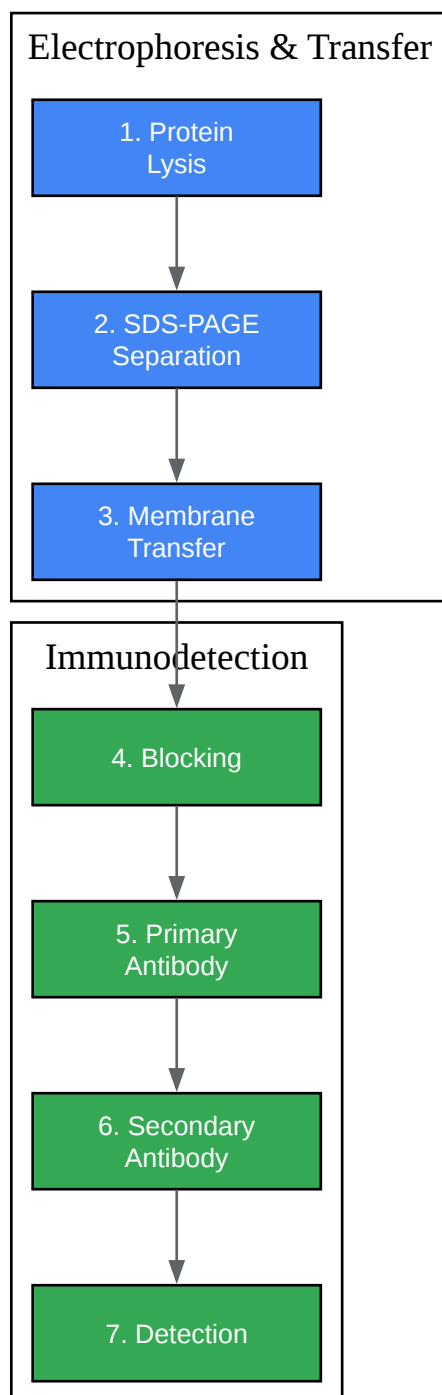 Electrophoresis & Transfer
1. Protein
Lysis
2. SDS-PAGE
Separation
3. Membrane
Transfer
Immunodetection
4. Blocking
5. Primary
Antibody
6. Secondary
Antibody
7. Detection